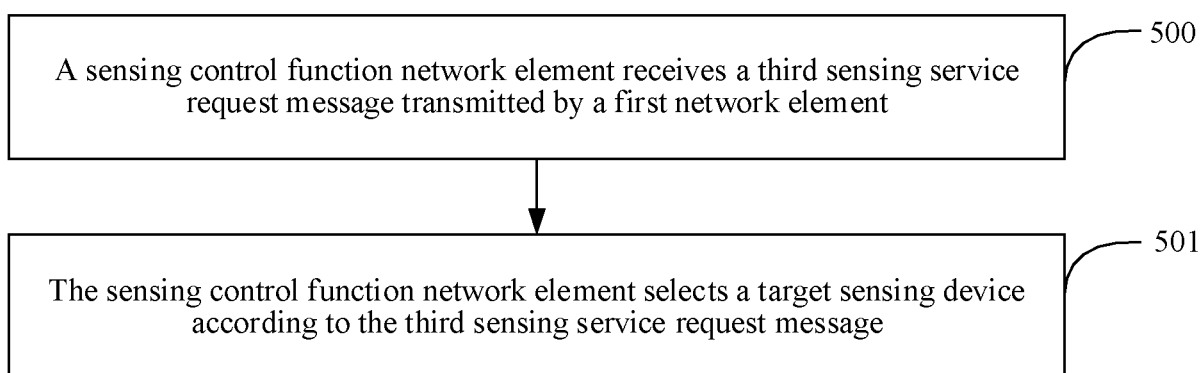 500
A sensing control function network element receives a third sensing service
request message transmitted by a first network element
501
The sensing control function network element selects a target sensing device
according to the third sensing service request message